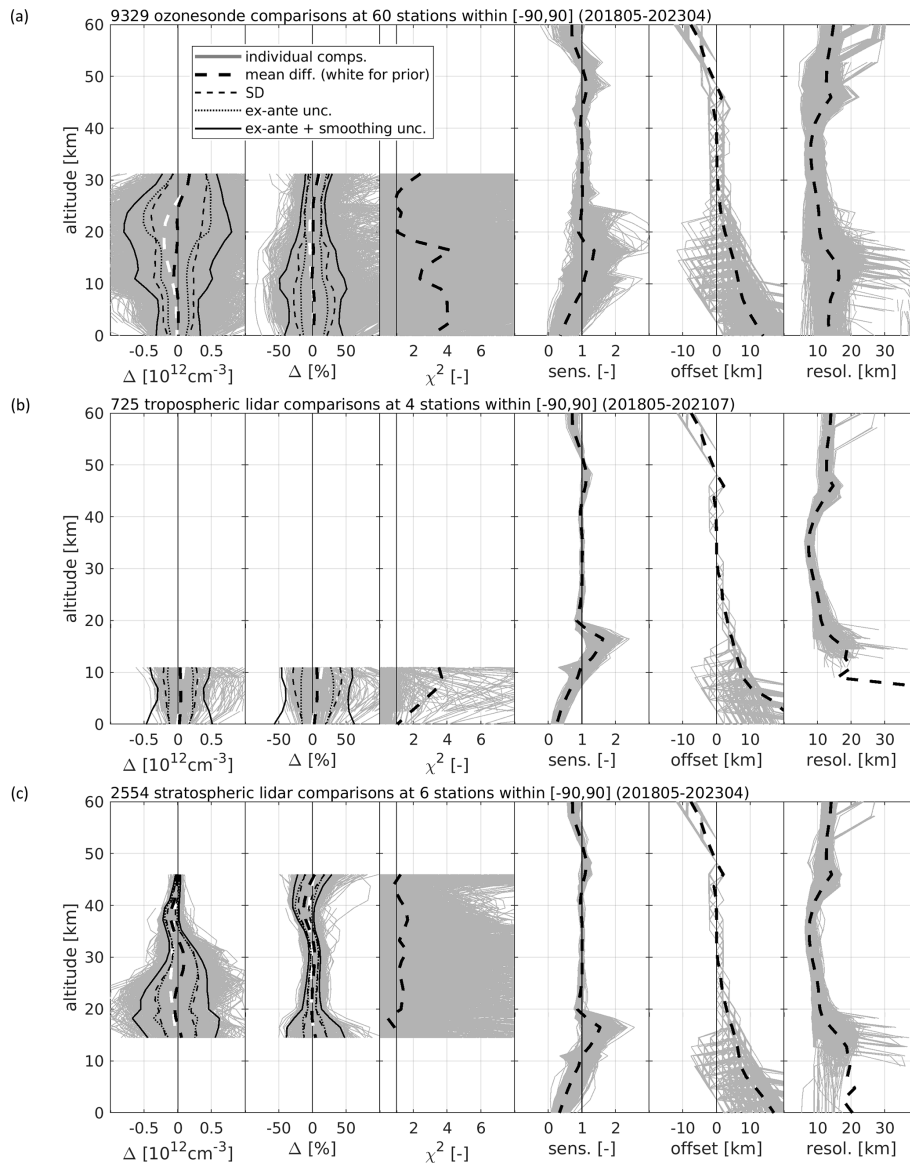 (a)
9329 ozonesonde comparisons at 60 stations within [-90,90] (201805-202304)
individual comps.
mean diff. (white for prior)
SD
ex-ante unc.
ex-ante + smoothing unc.
altitude [km]
60
50
40
30
20
10
0
-0.5 0 0.5 -50 0 50 2 4 6 0 1 2 -10 0 10 10 20 30
Δ [10¹²cm⁻³] Δ [%] χ² [-] sens. [-] offset [km] resol. [km]
(b)
725 tropospheric lidar comparisons at 4 stations within [-90,90] (201805-202107)
altitude [km]
60
50
40
30
20
10
0
-0.5 0 0.5 -50 0 50 2 4 6 0 1 2 -10 0 10 10 20 30
Δ [10¹²cm⁻³] Δ [%] χ² [-] sens. [-] offset [km] resol. [km]
(c)
2554 stratospheric lidar comparisons at 6 stations within [-90,90] (201805-202304)
altitude [km]
60
50
40
30
20
10
0
-0.5 0 0.5 -50 0 50 2 4 6 0 1 2 -10 0 10 10 20 30
Δ [10¹²cm⁻³] Δ [%] χ² [-] sens. [-] offset [km] resol. [km]